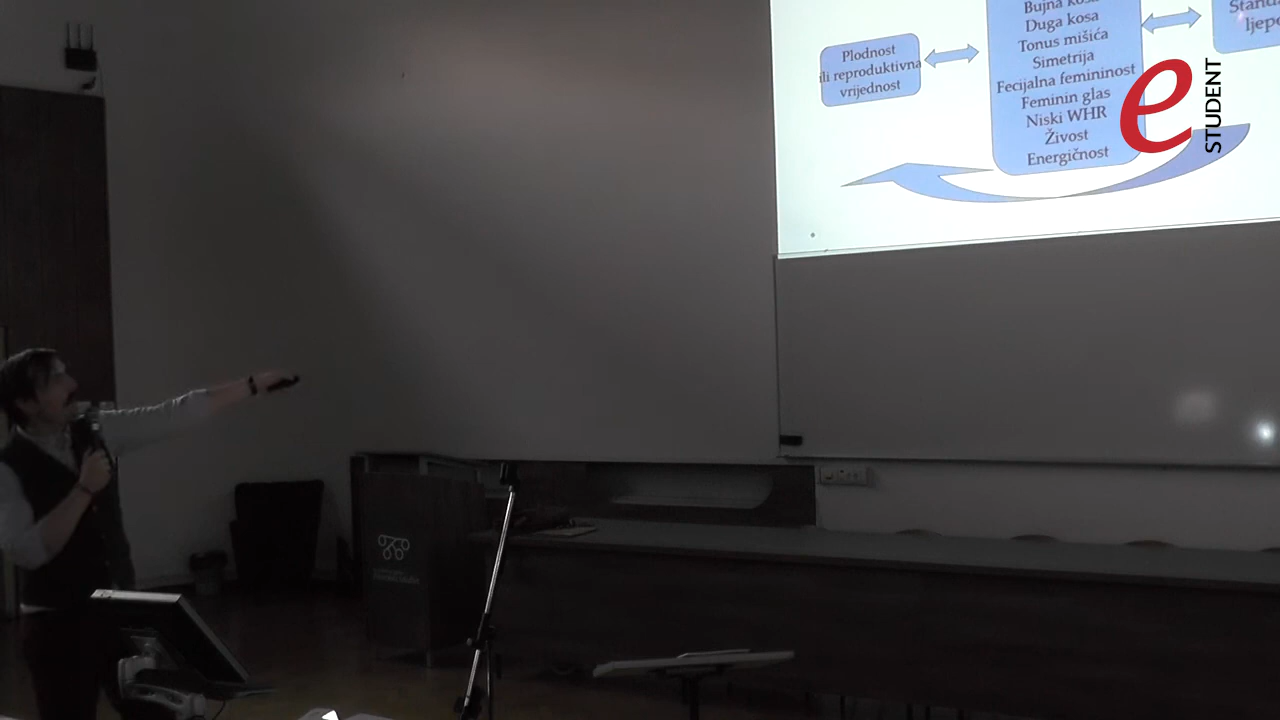 Plodnost
ili reproduktivna
vrijednost
Bujna kosa
Duga kosa
Tonus mišića
Simetrija
Fecijalna femininost
Feminin glas
Niski WHR
Živost
Energičnost
e
STUDENT